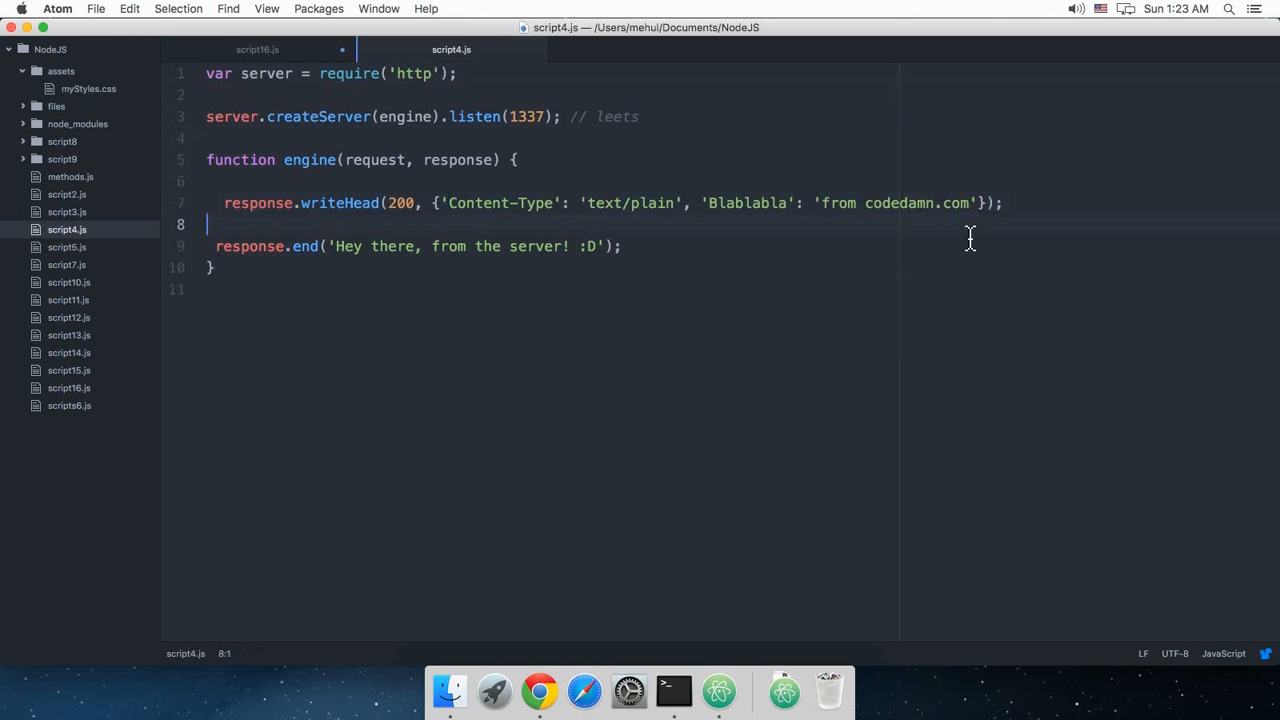 Atom File Edit Selection Find View Packages Window Help Sun 1:23 AM
script4.js — /Users/mehul/Documents/NodeJS
NodeJS
assets
myStyles.css
files
node_modules
script8
script9
methods.js
script2.js
script3.js
script4.js
script5.js
script7.js
script10.js
script11.js
script12.js
script13.js
script14.js
script15.js
script16.js
scripts6.js
script16.js script4.js
1 var server = require('http');
2
3 server.createServer(engine).listen(1337); // leets
4
5 function engine(request, response) {
6
7 response.writeHead(200, {'Content-Type': 'text/plain', 'Blablabla': 'from codedamn.com'});
8
9 response.end('Hey there, from the server! :D');
10 }
11
script4.js 8:1 LF UTF-8 JavaScript